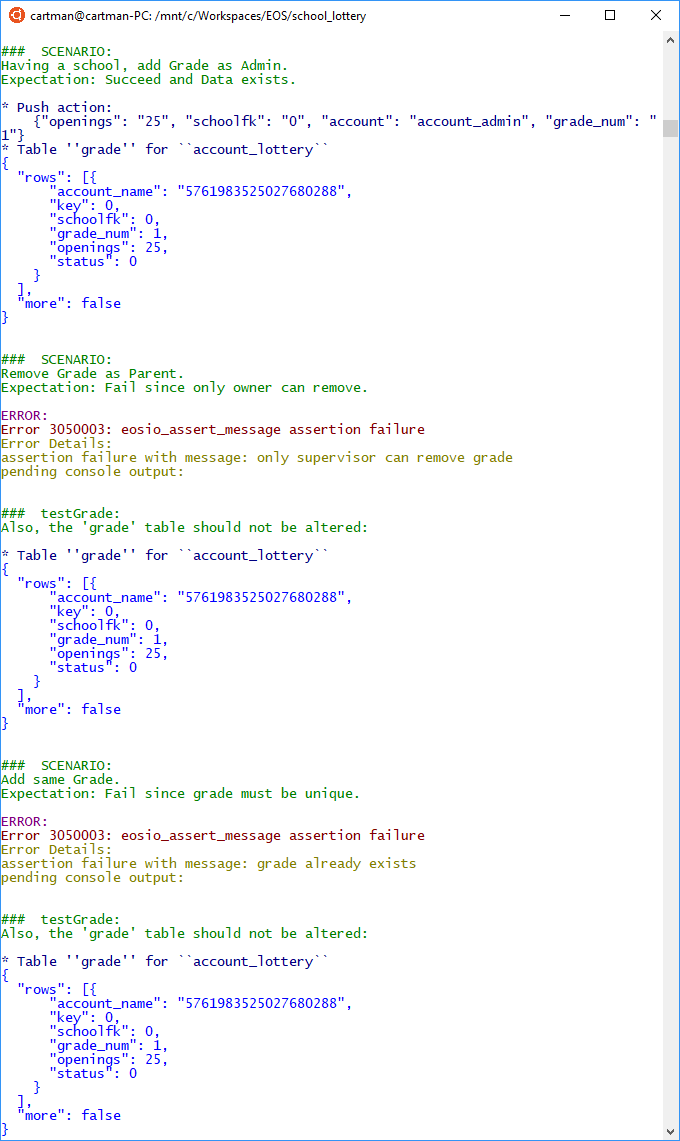 cartman@cartman-PC: /mnt/c/Workspaces/EOS/school_lottery
###  SCENARIO:
Having a school, add Grade as Admin.
Expectation: Succeed and Data exists.
* Push action:
    {"openings": "25", "schoolfk": "0", "account": "account_admin", "grade_num": "
1"}
* Table ''grade'' for ``account_lottery``
{
  "rows": [{
      "account_name": "5761983525027680288",
      "key": 0,
      "schoolfk": 0,
      "grade_num": 1,
      "openings": 25,
      "status": 0
    }
  ],
  "more": false
}
###  SCENARIO:
Remove Grade as Parent.
Expectation: Fail since only owner can remove.
ERROR:
Error 3050003: eosio_assert_message assertion failure
Error Details:
assertion failure with message: only supervisor can remove grade
pending console output:
###  testGrade:
Also, the 'grade' table should not be altered:
* Table ''grade'' for ``account_lottery``
{
  "rows": [{
      "account_name": "5761983525027680288",
      "key": 0,
      "schoolfk": 0,
      "grade_num": 1,
      "openings": 25,
      "status": 0
    }
  ],
  "more": false
}
###  SCENARIO:
Add same Grade.
Expectation: Fail since grade must be unique.
ERROR:
Error 3050003: eosio_assert_message assertion failure
Error Details:
assertion failure with message: grade already exists
pending console output:
###  testGrade:
Also, the 'grade' table should not be altered:
* Table ''grade'' for ``account_lottery``
{
  "rows": [{
      "account_name": "5761983525027680288",
      "key": 0,
      "schoolfk": 0,
      "grade_num": 1,
      "openings": 25,
      "status": 0
    }
  ],
  "more": false
}